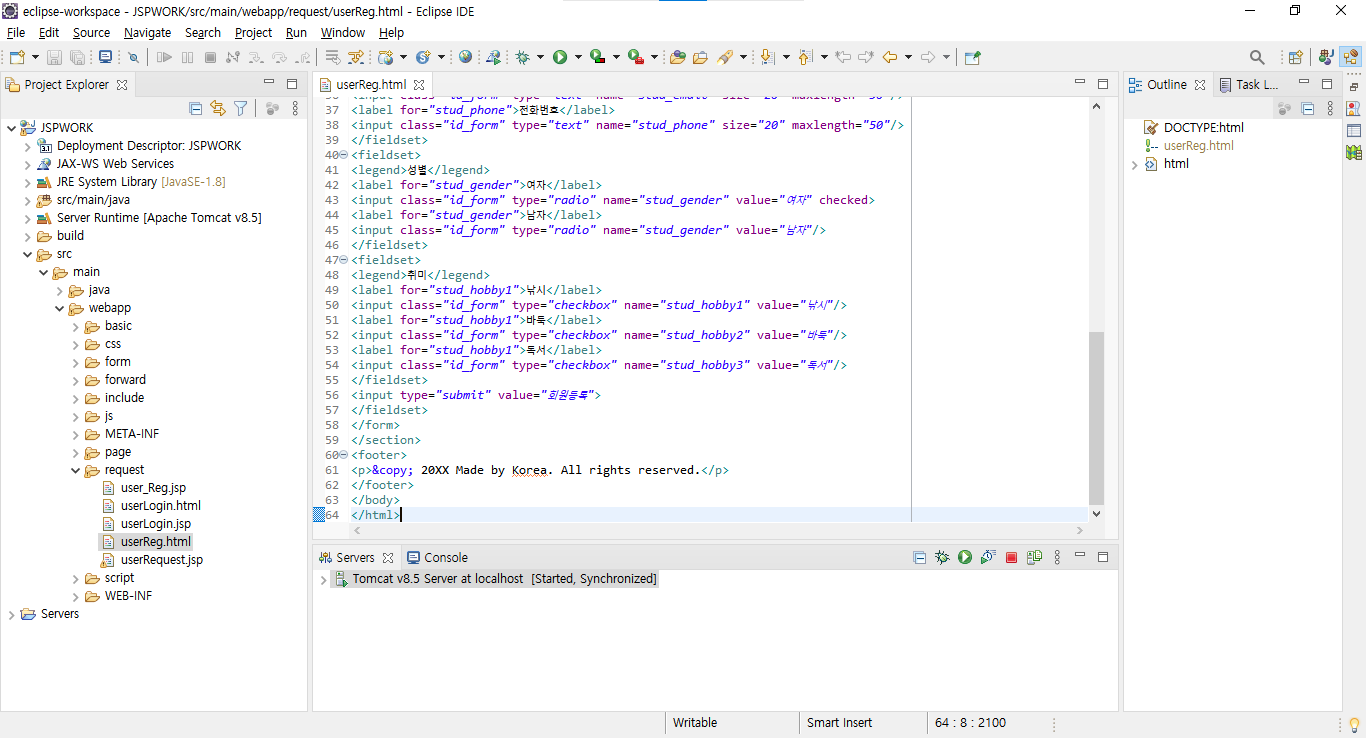 eclipse-workspace - JSPWORK/src/main/webapp/request/userReg.html - Eclipse IDE
File Edit Source Navigate Search Project Run Window Help
Project Explorer
JSPWORK
Deployment Descriptor: JSPWORK
JAX-WS Web Services
JRE System Library [JavaSE-1.8]
src/main/java
Server Runtime [Apache Tomcat v8.5]
build
src
main
java
webapp
basic
css
form
forward
include
js
META-INF
page
request
user_Reg.jsp
userLogin.html
userLogin.jsp
userReg.html
userRequest.jsp
script
WEB-INF
Servers
userReg.html
36 <input class="id_form" type="text" name="stud_email" size="20" maxlength="50"/>
37 <label for="stud_phone">전화번호</label>
38 <input class="id_form" type="text" name="stud_phone" size="20" maxlength="50"/>
39 </fieldset>
40 <fieldset>
41 <legend>성별</legend>
42 <label for="stud_gender">여자</label>
43 <input class="id_form" type="radio" name="stud_gender" value="여자" checked>
44 <label for="stud_gender">남자</label>
45 <input class="id_form" type="radio" name="stud_gender" value="남자"/>
46 </fieldset>
47 <fieldset>
48 <legend>취미</legend>
49 <label for="stud_hobby1">낚시</label>
50 <input class="id_form" type="checkbox" name="stud_hobby1" value="낚시"/>
51 <label for="stud_hobby1">바둑</label>
52 <input class="id_form" type="checkbox" name="stud_hobby2" value="바둑"/>
53 <label for="stud_hobby1">독서</label>
54 <input class="id_form" type="checkbox" name="stud_hobby3" value="독서"/>
55 </fieldset>
56 <input type="submit" value="회원등록">
57 </fieldset>
58 </form>
59 </section>
60 <footer>
61 <p>&copy; 20XX Made by Korea. All rights reserved.</p>
62 </footer>
63 </body>
64 </html>
Servers Console
Tomcat v8.5 Server at localhost [Started, Synchronized]
Outline Task L...
DOCTYPE:html
userReg.html
html
Writable Smart Insert 64 : 8 : 2100